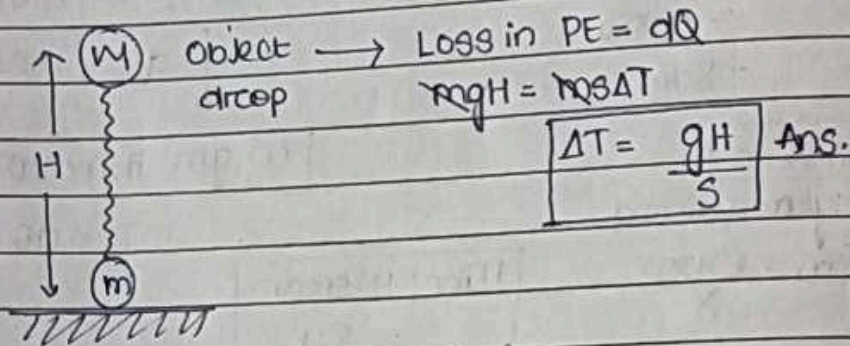 m object → Loss in PE = dQ
drop mgH = msΔT
H ΔT = gH/S Ans.
m